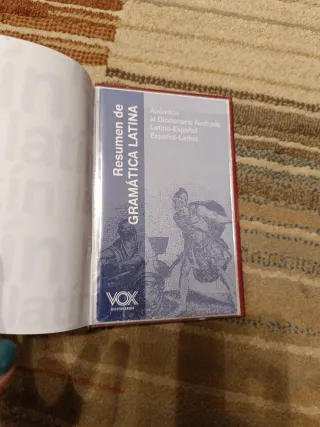 Resumen de
GRAMÁTICA LATINA
Apéndice
al Diccionario Ilustrado
Latino-Español
Español-Latino
VOX